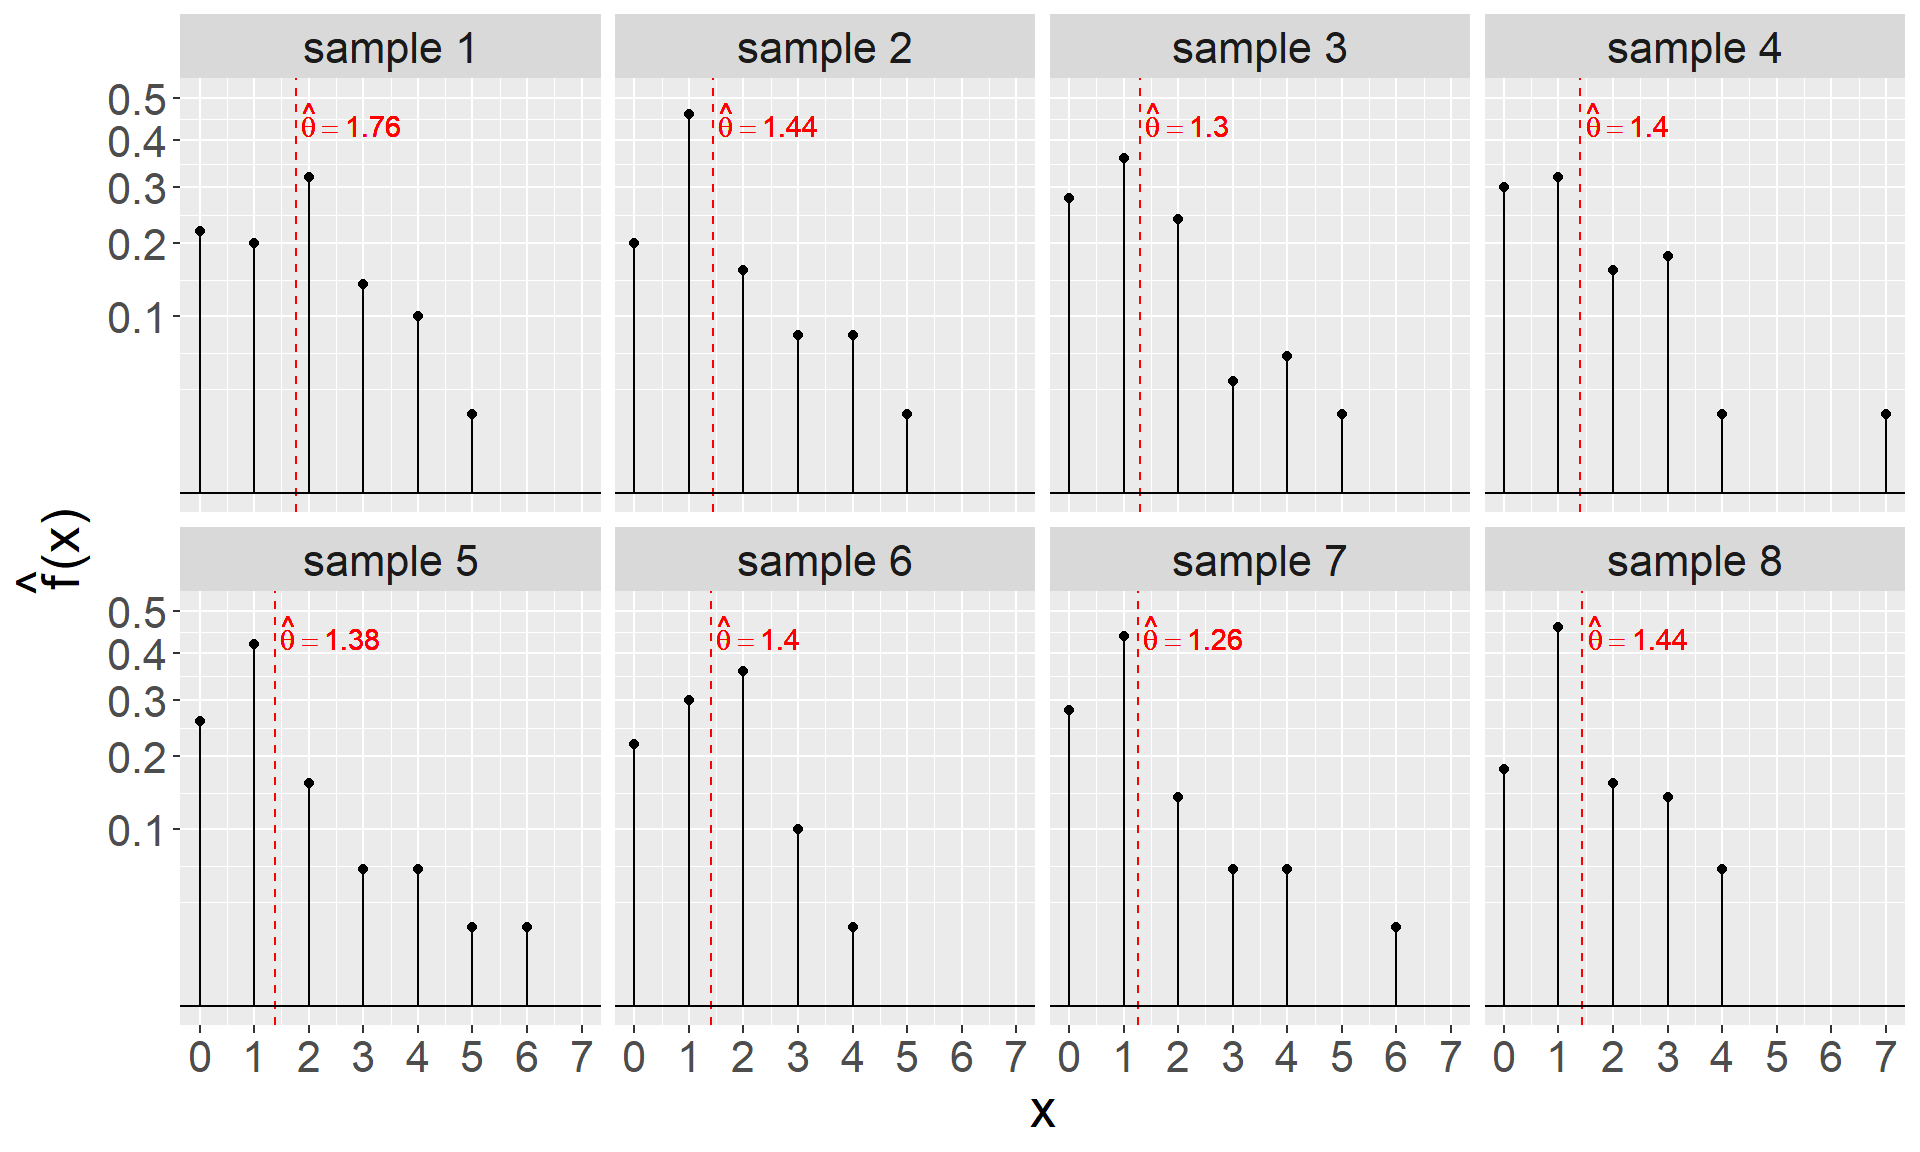 sample 1 sample 2 sample 3 sample 4
0.5
0.4
0.3
0.2
0.1
θ̂ = 1.76 θ̂ = 1.44 θ̂ = 1.3 θ̂ = 1.4
f̂(x)
sample 5 sample 6 sample 7 sample 8
0.5
0.4
0.3
0.2
0.1
θ̂ = 1.38 θ̂ = 1.4 θ̂ = 1.26 θ̂ = 1.44
0 1 2 3 4 5 6 7 0 1 2 3 4 5 6 7 0 1 2 3 4 5 6 7 0 1 2 3 4 5 6 7
x